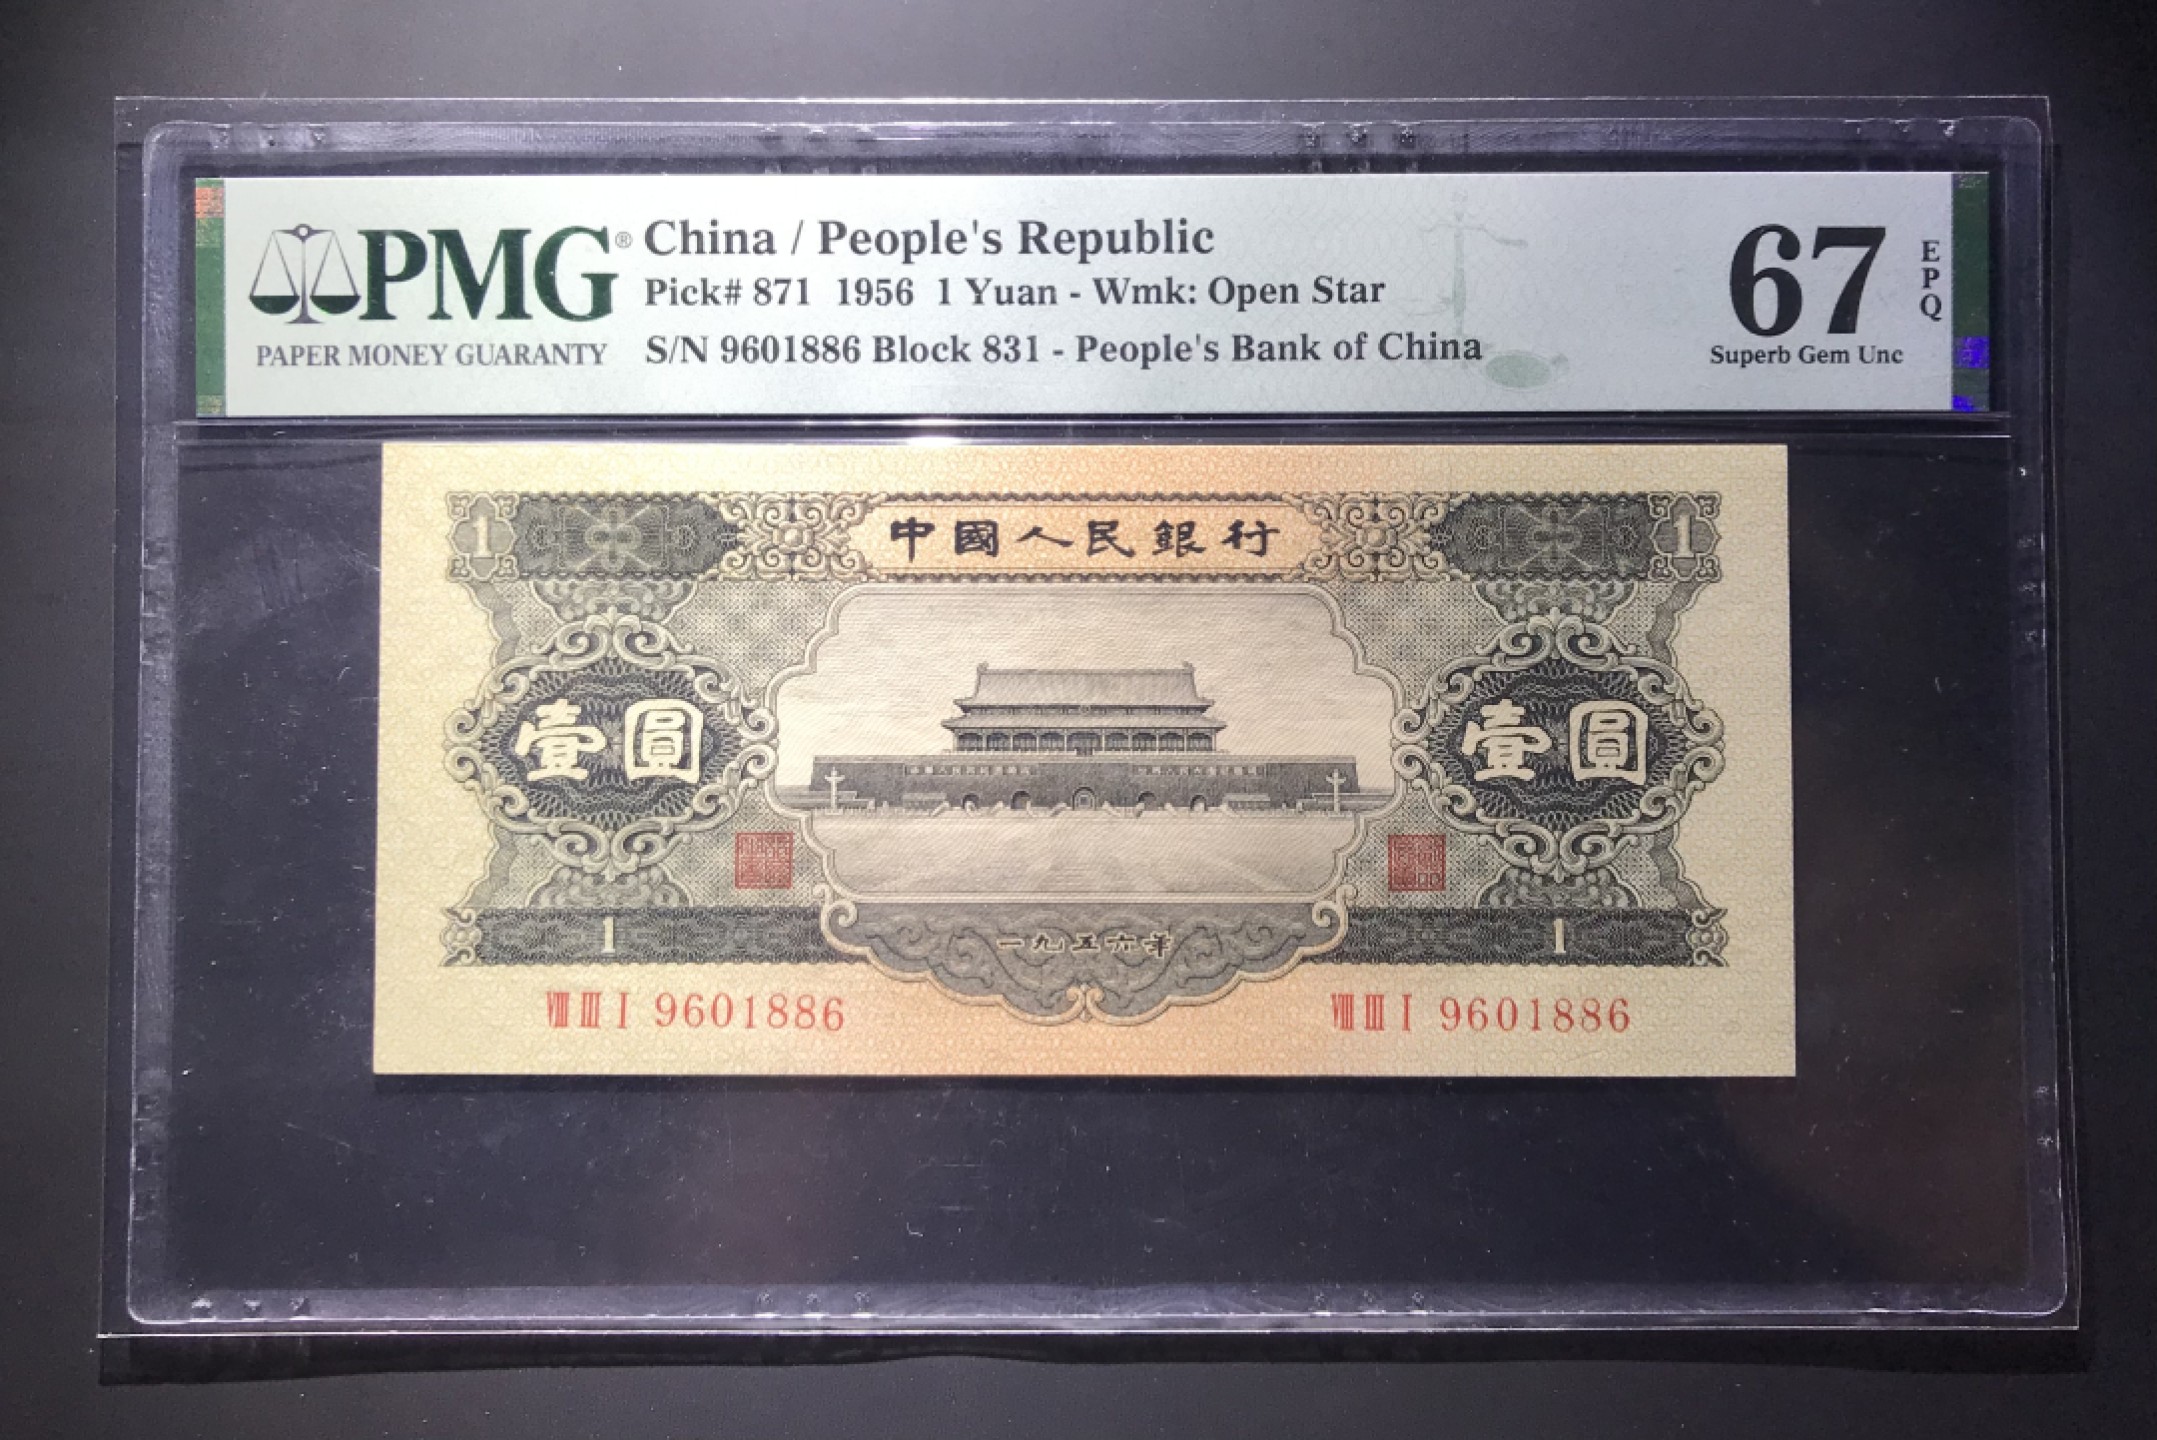 PMG®
PAPER MONEY GUARANTY
China / People's Republic
Pick# 871 1956 1 Yuan - Wmk: Open Star
S/N 9601886 Block 831 - People's Bank of China
67
EPQ
Superb Gem Unc
1 中國人民銀行 1
壹圓 壹圓
1 一九五六年 1
ⅧⅢⅠ 9601886 ⅧⅢⅠ 9601886